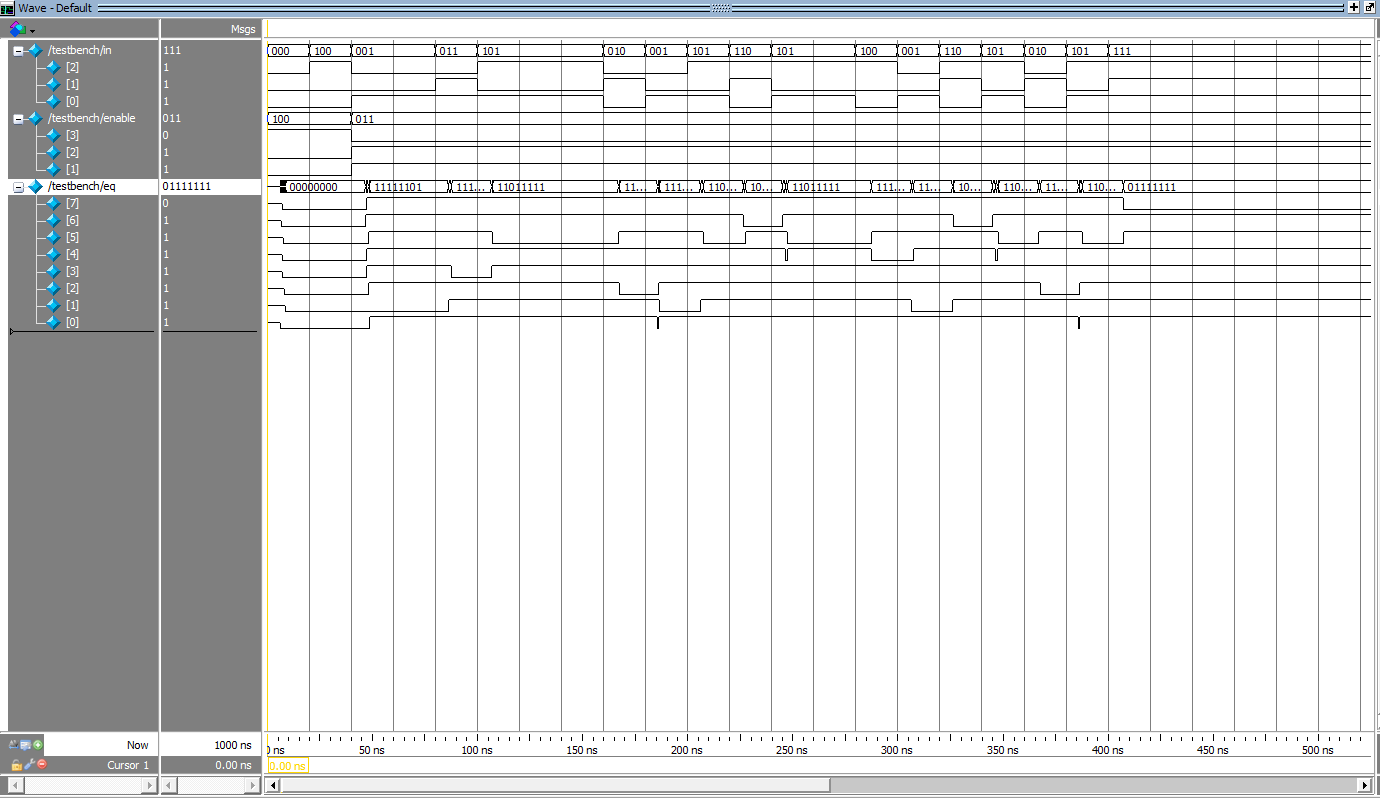 Wave - Default
Msgs
/testbench/in 111 000 100 001 011 101 010 001 101 110 101 100 001 110 101 010 101 111
[2] 1
[1] 1
[0] 1
/testbench/enable 011 100 011
[3] 0
[2] 1
[1] 1
/testbench/eq 01111111 00000000 11111101 111... 11011111 11... 111... 110... 10... 11011111 111... 11... 10... 110... 11... 110... 01111111
[7] 0
[6] 1
[5] 1
[4] 1
[3] 1
[2] 1
[1] 1
[0] 1
Now 1000 ns
0 ns 50 ns 100 ns 150 ns 200 ns 250 ns 300 ns 350 ns 400 ns 450 ns 500 ns
Cursor 1 0.00 ns 0.00 ns